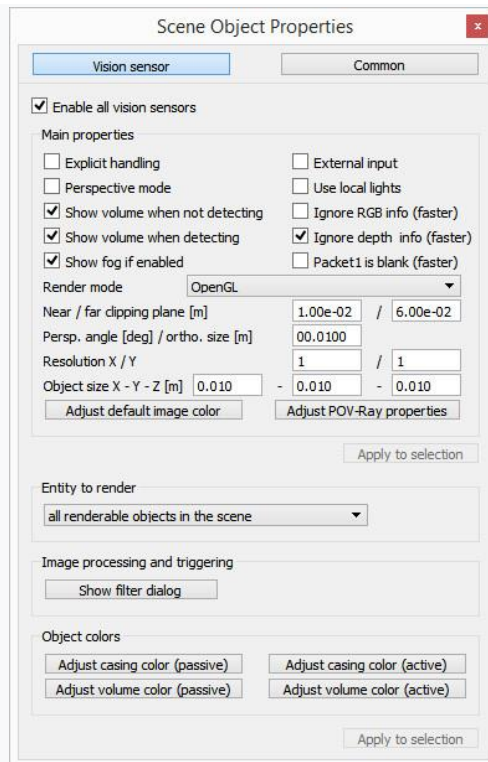 Scene Object Properties
x
Vision sensor Common
Enable all vision sensors
Main properties
Explicit handling External input
Perspective mode Use local lights
Show volume when not detecting Ignore RGB info (faster)
Show volume when detecting Ignore depth info (faster)
Show fog if enabled Packet1 is blank (faster)
Render mode OpenGL
Near / far clipping plane [m] 1.00e-02 / 6.00e-02
Persp. angle [deg] / ortho. size [m] 00.0100
Resolution X / Y 1 / 1
Object size X - Y - Z [m] 0.010 - 0.010 - 0.010
Adjust default image color Adjust POV-Ray properties
Apply to selection
Entity to render
all renderable objects in the scene
Image processing and triggering
Show filter dialog
Object colors
Adjust casing color (passive) Adjust casing color (active)
Adjust volume color (passive) Adjust volume color (active)
Apply to selection